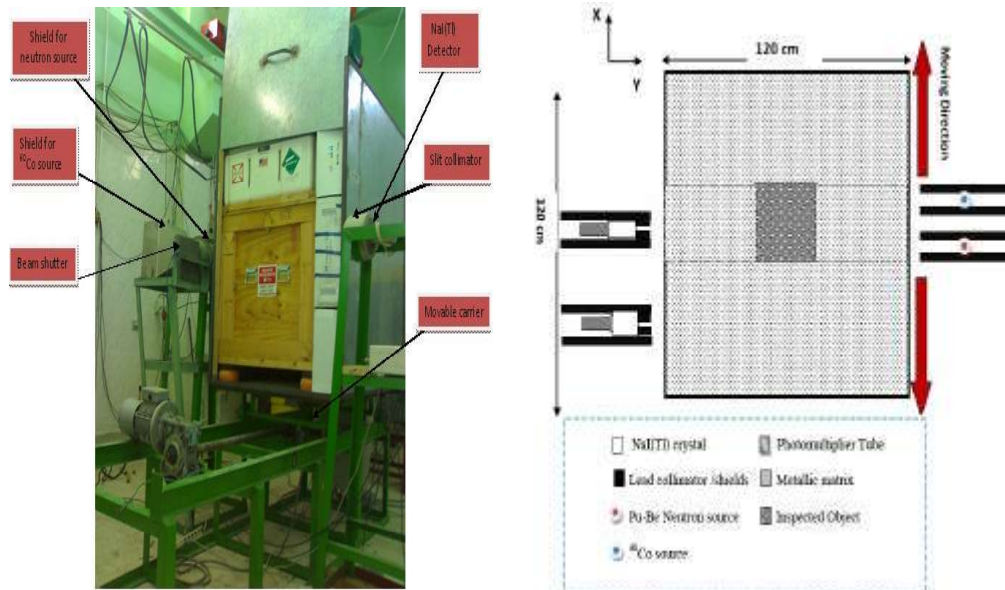 Shield for
neutron source
NaI(Tl)
Detector
Shield for
⁶⁰Co source
Slit collimator
Beam shutter
Movable carrier
X
Y
120 cm
120 cm
Moving Direction
NaI(Tl) crystal
Photomultiplier Tube
Lead collimator /shields
Metallic matrix
Pu-Be Neutron source
Inspected Object
⁶⁰Co source